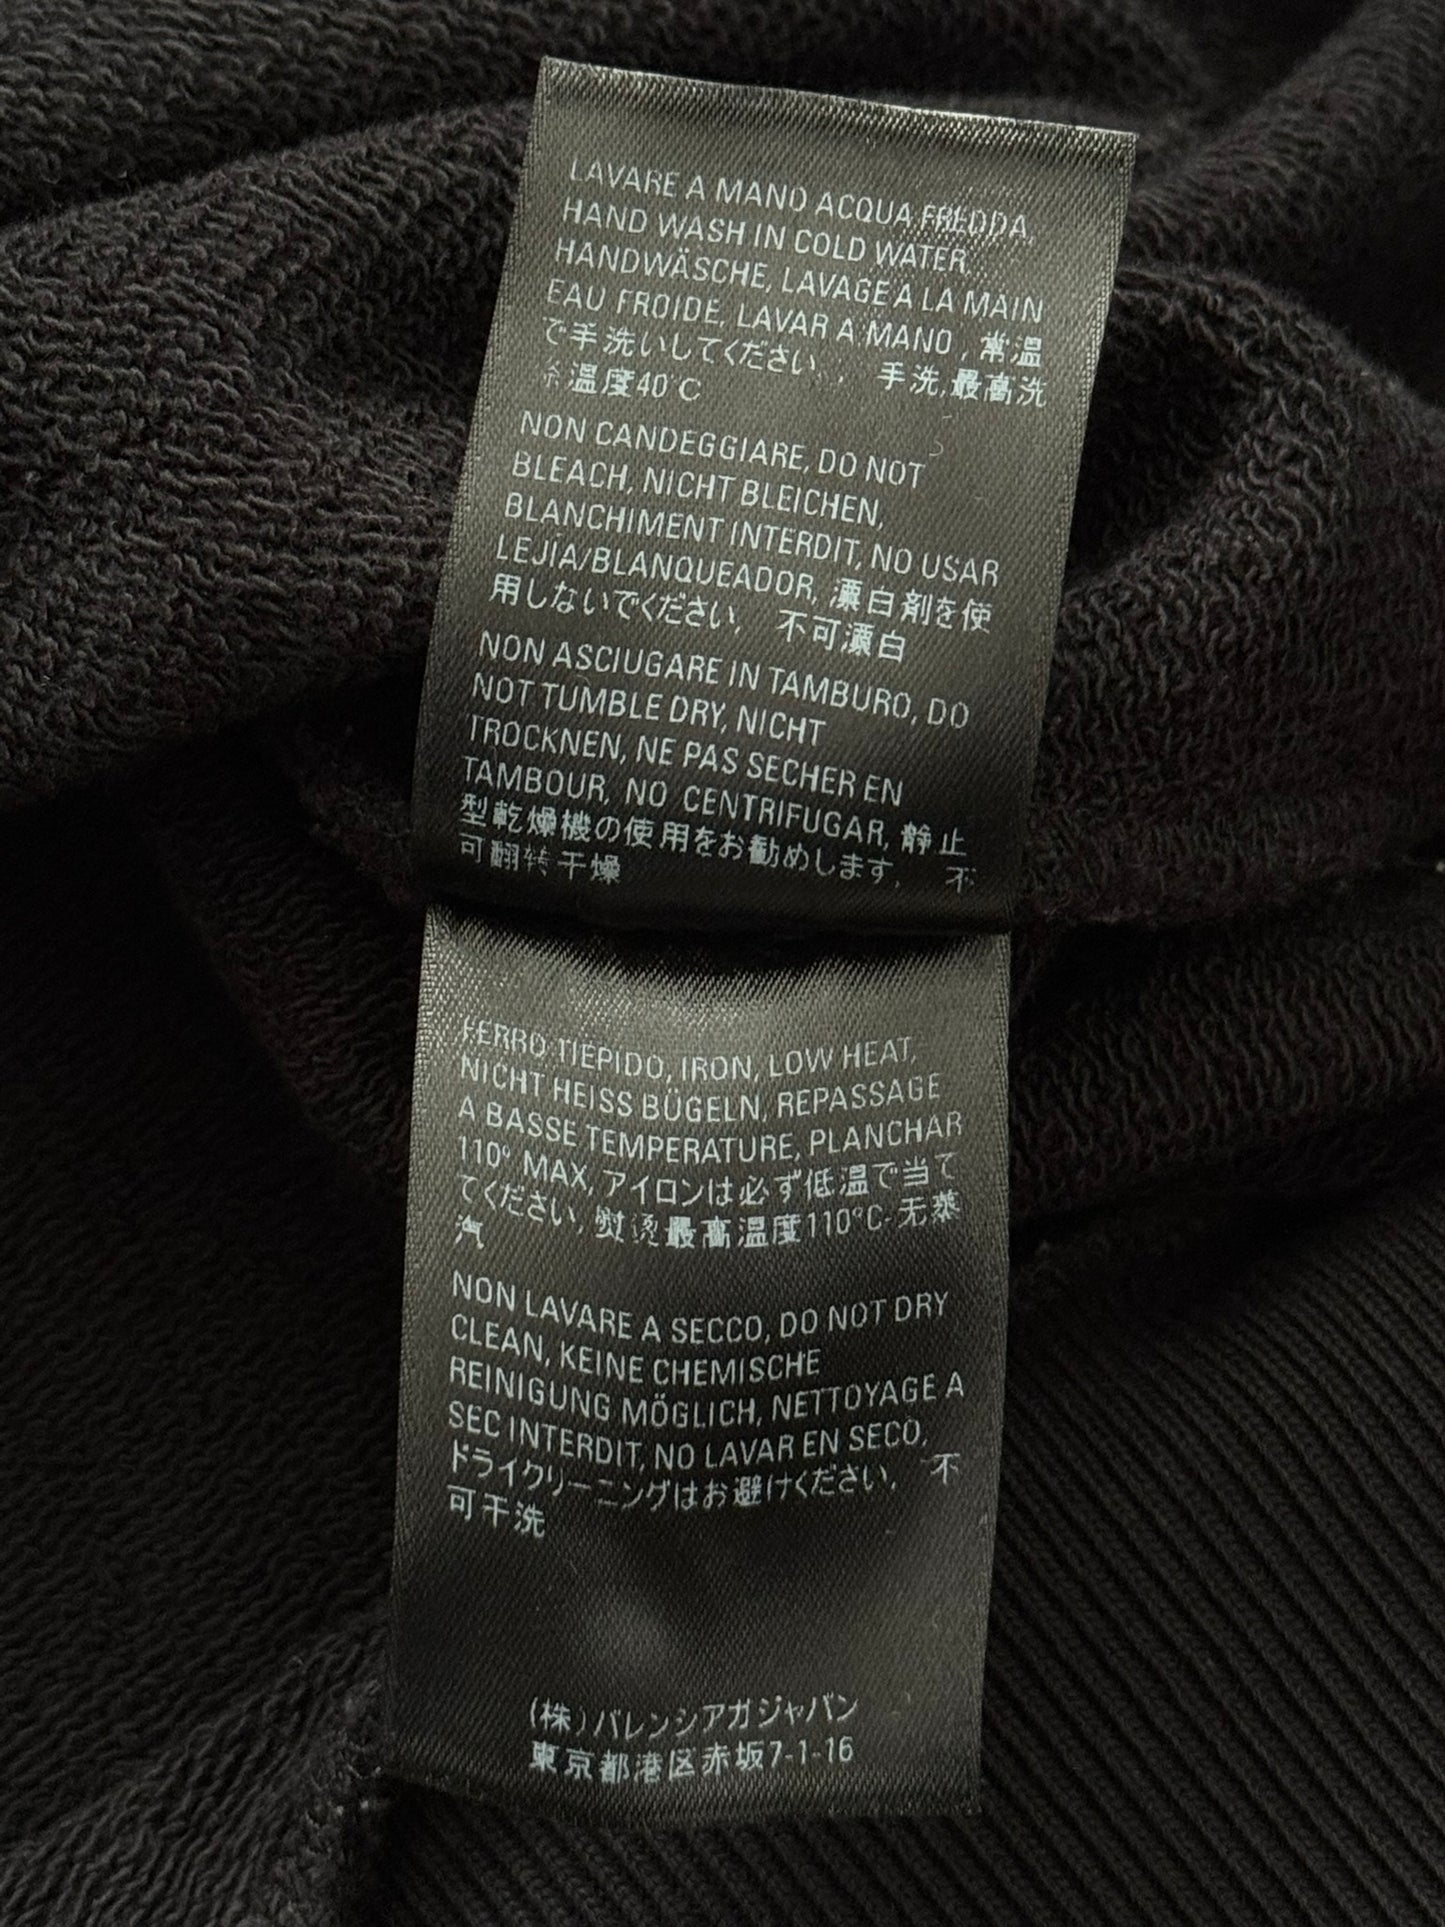 LAVARE A MANO ACQUA FREDDA,
HAND WASH IN COLD WATER,
HANDWÄSCHE, LAVAGE A LA MAIN
EAU FROIDE, LAVAR A MANO, 常温
で手洗いしてください, 手洗,最高洗
涤温度40°C
NON CANDEGGIARE, DO NOT
BLEACH, NICHT BLEICHEN,
BLANCHIMENT INTERDIT, NO USAR
LEJIA/BLANQUEADOR, 漂白剤を使
用しないでください, 不可漂白
NON ASCIUGARE IN TAMBURO, DO
NOT TUMBLE DRY, NICHT
TROCKNEN, NE PAS SECHER EN
TAMBOUR, NO CENTRIFUGAR, 静止
型乾燥機の使用をお勧めします, 不
可翻转干燥
FERRO TIEPIDO, IRON, LOW HEAT,
NICHT HEISS BÜGELN, REPASSAGE
A BASSE TEMPERATURE, PLANCHAR
110° MAX, アイロンは必ず低温で当て
てください, 熨烫最高温度110°C-无蒸
汽
NON LAVARE A SECCO, DO NOT DRY
CLEAN, KEINE CHEMISCHE
REINIGUNG MÖGLICH, NETTOYAGE A
SEC INTERDIT, NO LAVAR EN SECO,
ドライクリーニングはお避けください, 不
可干洗
(株)バレンシアガジャパン
東京都港区赤坂7-1-16